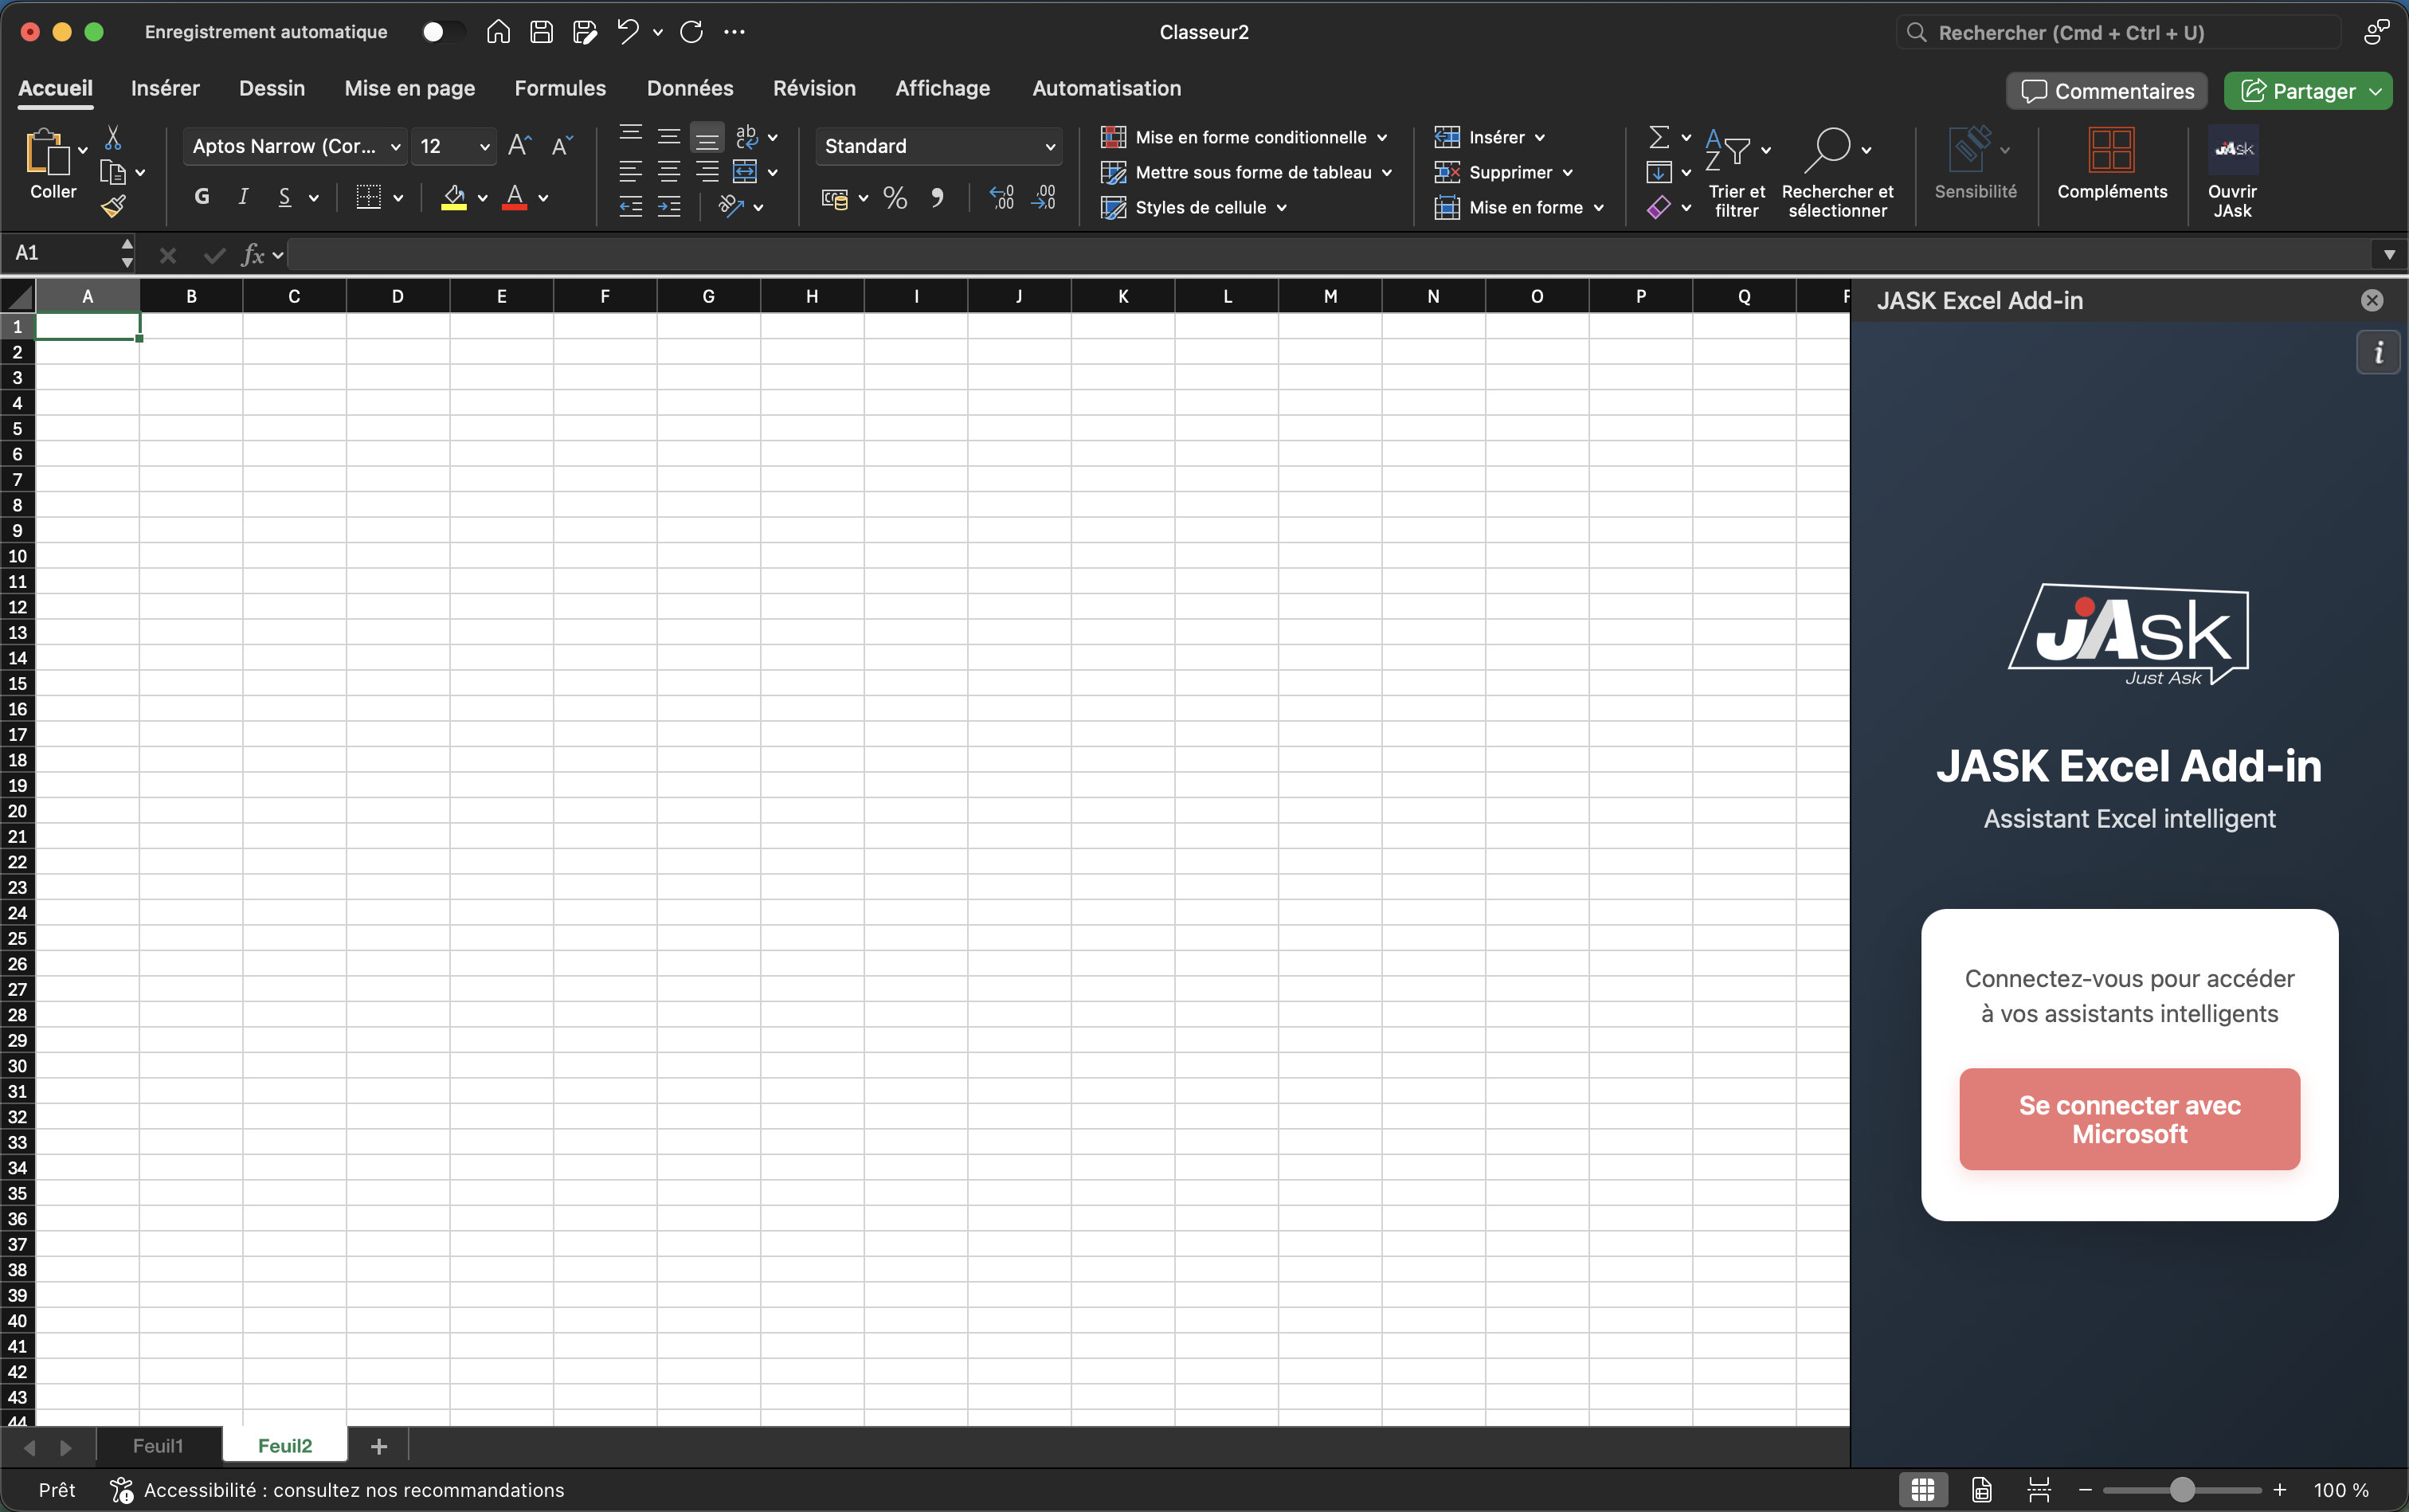 Enregistrement automatique
Classeur2
Rechercher (Cmd + Ctrl + U)
Accueil Insérer Dessin Mise en page Formules Données Révision Affichage Automatisation
Commentaires
Partager
Coller
Aptos Narrow (Cor...
12
G I S
ab
Standard
Mise en forme conditionnelle
Mettre sous forme de tableau
Styles de cellule
Insérer
Supprimer
Mise en forme
Trier et
filtrer
Rechercher et
sélectionner
Sensibilité
Compléments
JAsk
Ouvrir
JAsk
A1
fx
A B C D E F G H I J K L M N O P Q
1
2
3
4
5
6
7
8
9
10
11
12
13
14
15
16
17
18
19
20
21
22
23
24
25
26
27
28
29
30
31
32
33
34
35
36
37
38
39
40
41
42
43
44
JASK Excel Add-in
i
jAsk
Just Ask
JASK Excel Add-in
Assistant Excel intelligent
Connectez-vous pour accéder
à vos assistants intelligents
Se connecter avec
Microsoft
Feuil1 Feuil2 +
Prêt
Accessibilité : consultez nos recommandations
100 %